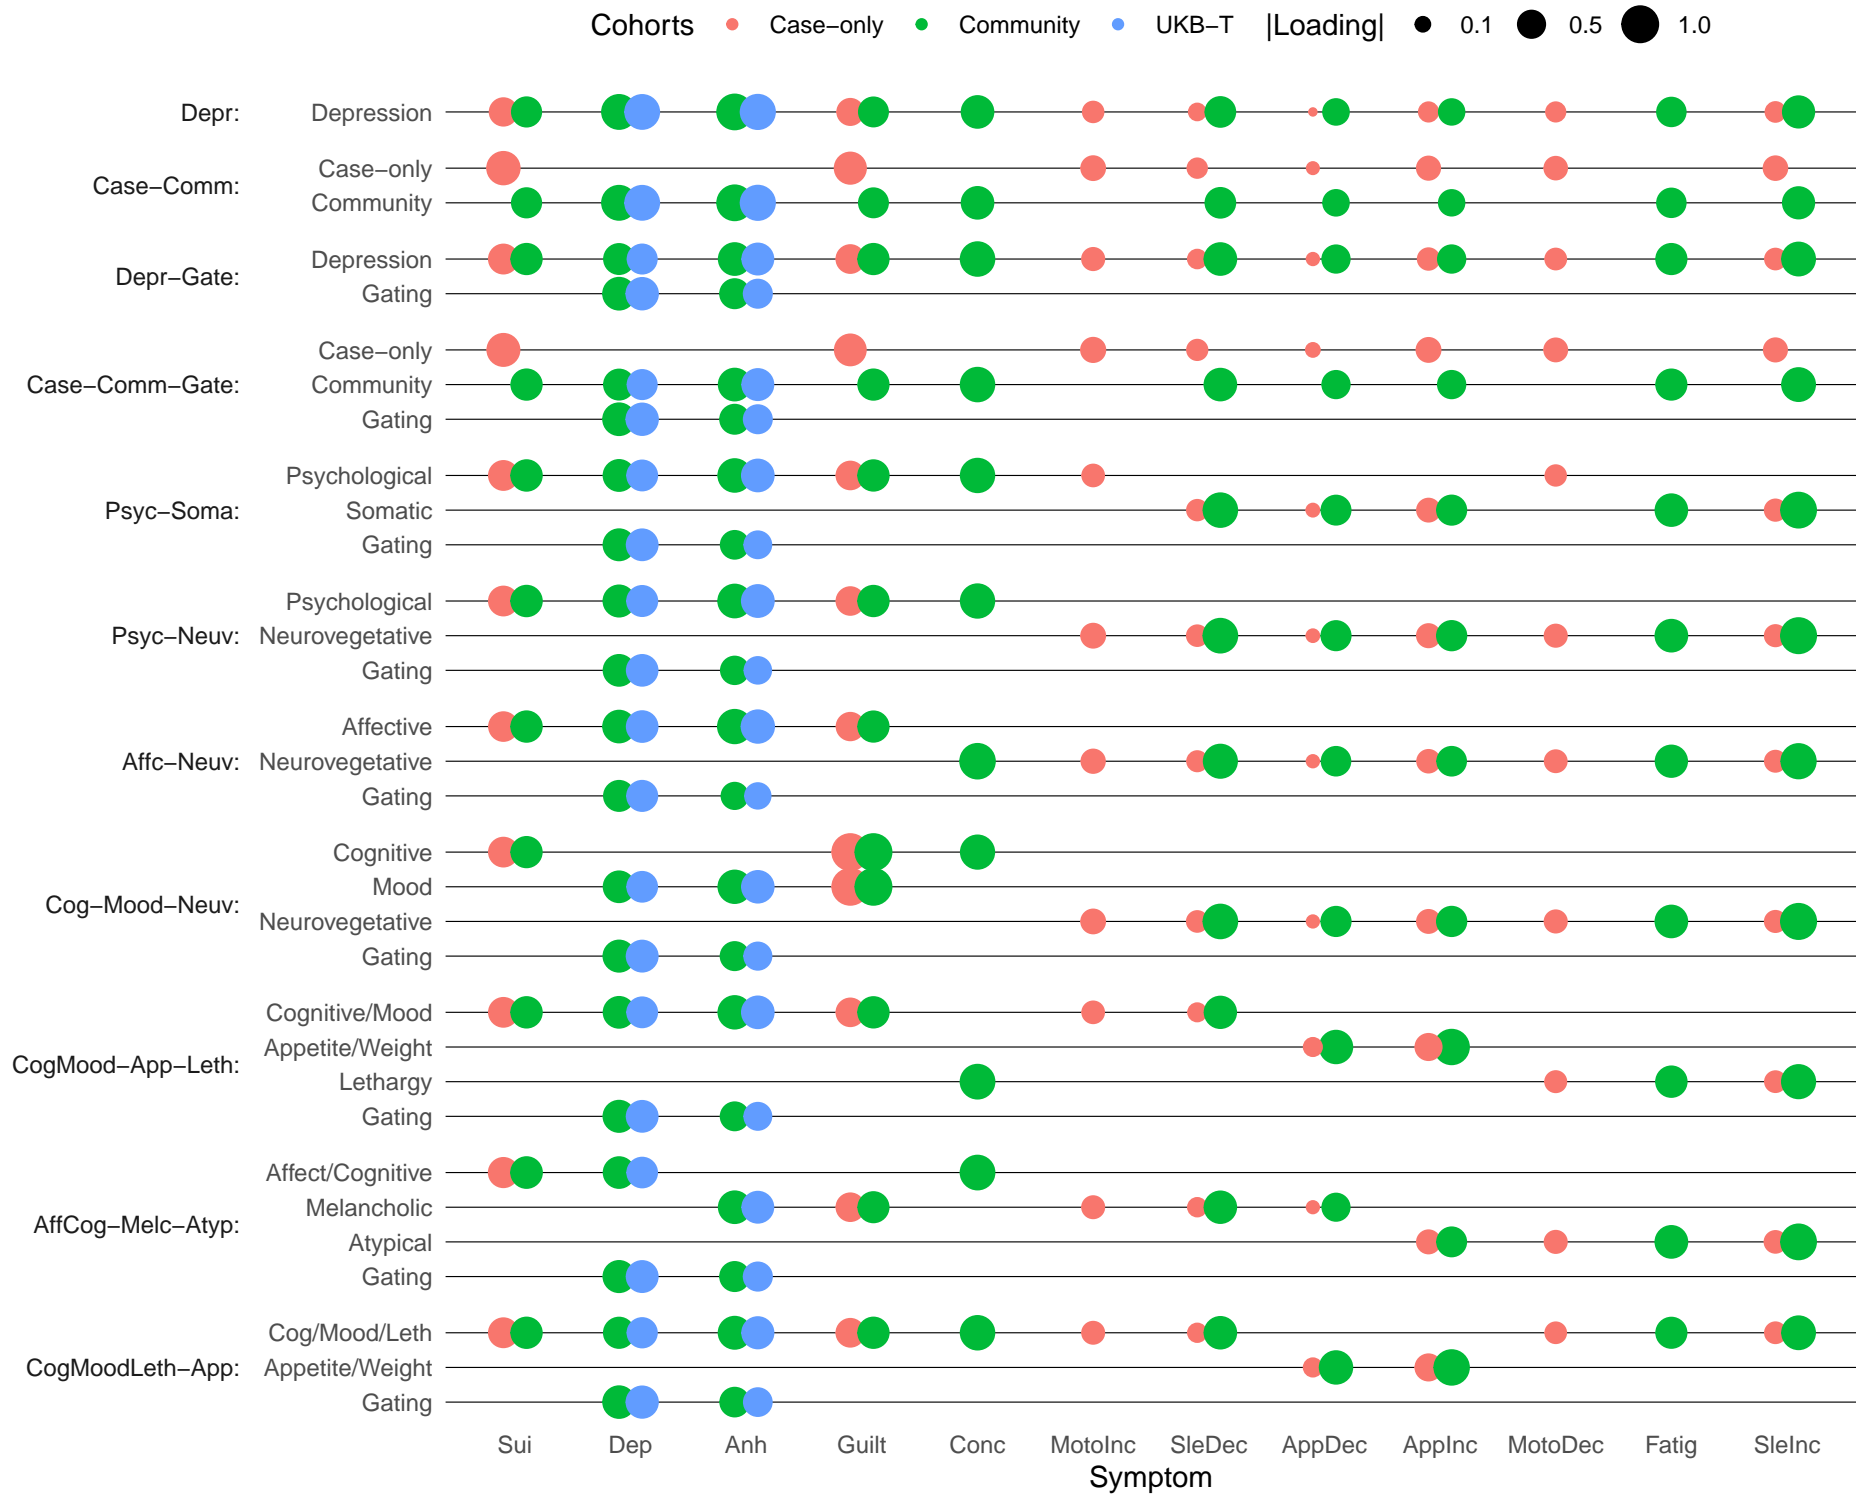 Cohorts Case−only Community UKB−T |Loading| 0.1 0.5 1.0
Depr: Depression
Case−Comm: Case−only
Community
Depr−Gate: Depression
Gating
Case−Comm−Gate: Case−only
Community
Gating
Psyc−Soma: Psychological
Somatic
Gating
Psyc−Neuv: Psychological
Neurovegetative
Gating
Affc−Neuv: Affective
Neurovegetative
Gating
Cog−Mood−Neuv: Cognitive
Mood
Neurovegetative
Gating
CogMood−App−Leth: Cognitive/Mood
Appetite/Weight
Lethargy
Gating
AffCog−Melc−Atyp: Affect/Cognitive
Melancholic
Atypical
Gating
CogMoodLeth−App: Cog/Mood/Leth
Appetite/Weight
Gating
Sui Dep Anh Guilt Conc MotoInc SleDec AppDec AppInc MotoDec Fatig SleInc
Symptom